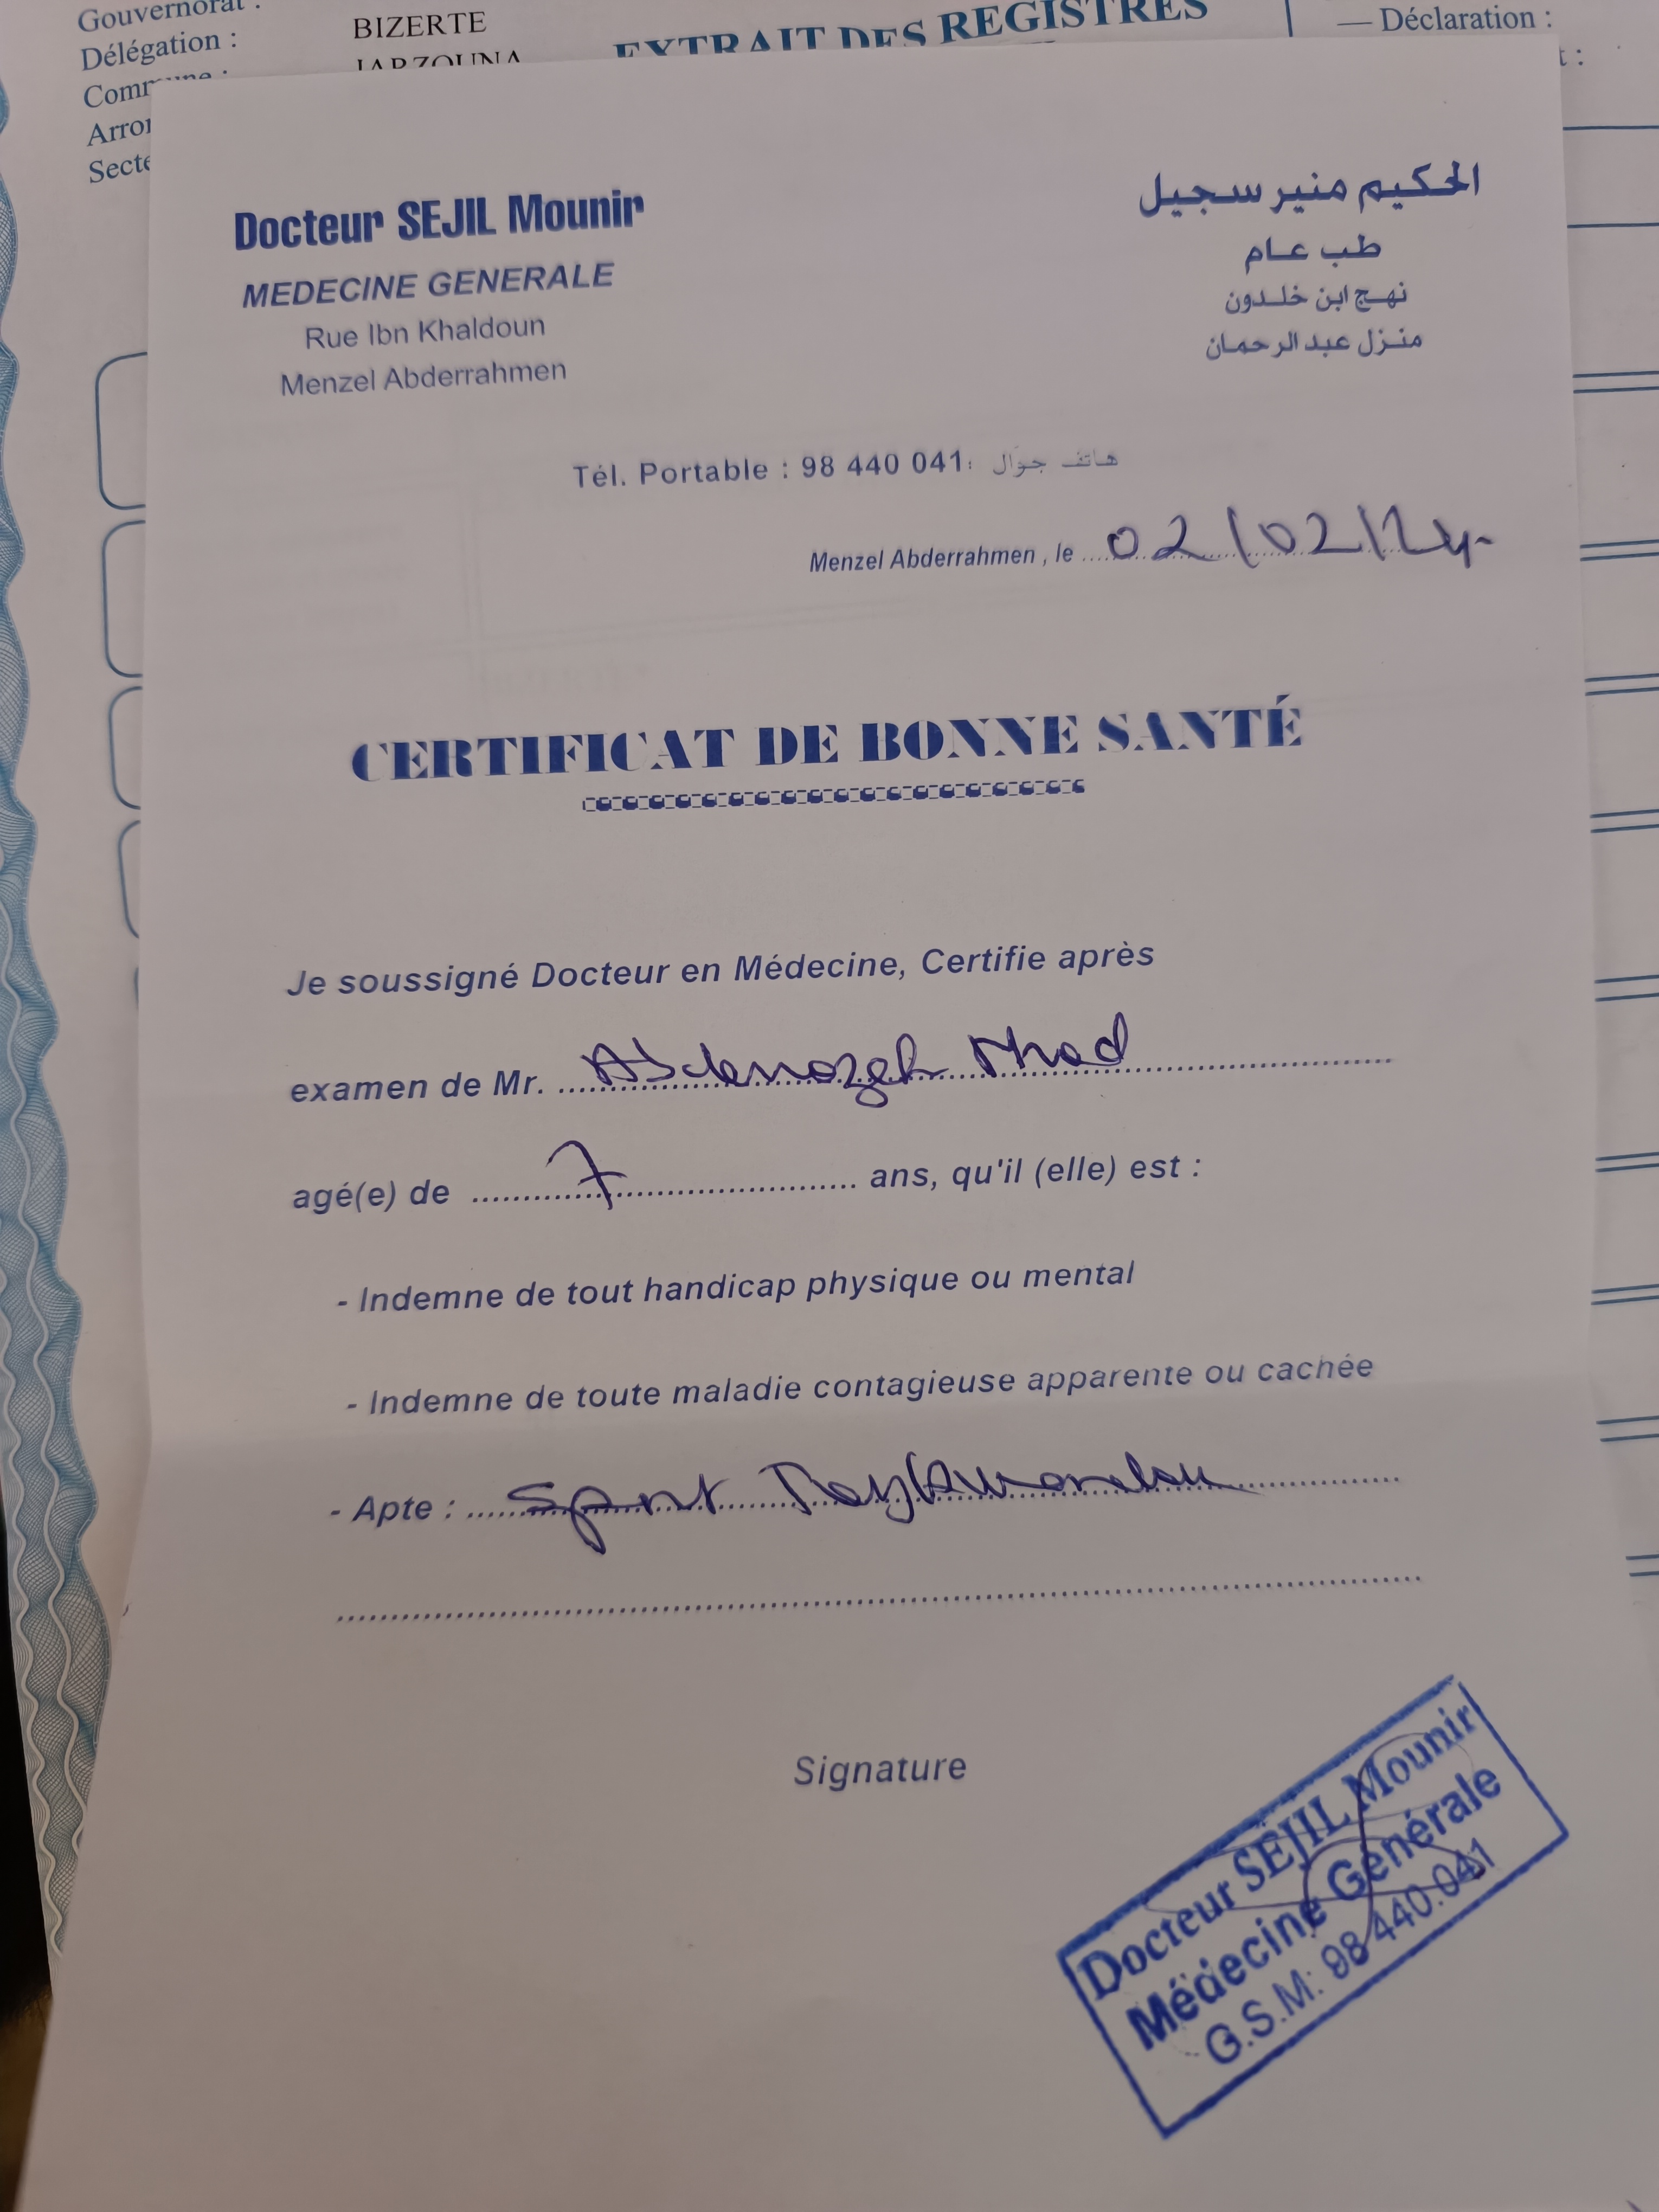 Gouvernorat :
Délégation :
BIZERTE
JARZOUNA
EXTRAIT DES REGISTRES
— Déclaration :
Docteur SEJIL Mounir
MEDECINE GENERALE
Rue Ibn Khaldoun
Menzel Abderrahmen
الحكيم منير سجيل
طب عام
نهج ابن خلدون
منزل عبد الرحمان
Tél. Portable : 98 440 041: هاتف جوّال
Menzel Abderrahmen , le 02/02/24
CERTIFICAT DE BONNE SANTÉ
Je soussigné Docteur en Médecine, Certifie après
examen de Mr.
agé(e) de 7 ans, qu'il (elle) est :
- Indemne de tout handicap physique ou mental
- Indemne de toute maladie contagieuse apparente ou cachée
- Apte : Sport
Signature
Docteur SEJIL Mounir
Médecine Générale
G.S.M: 98 440.041